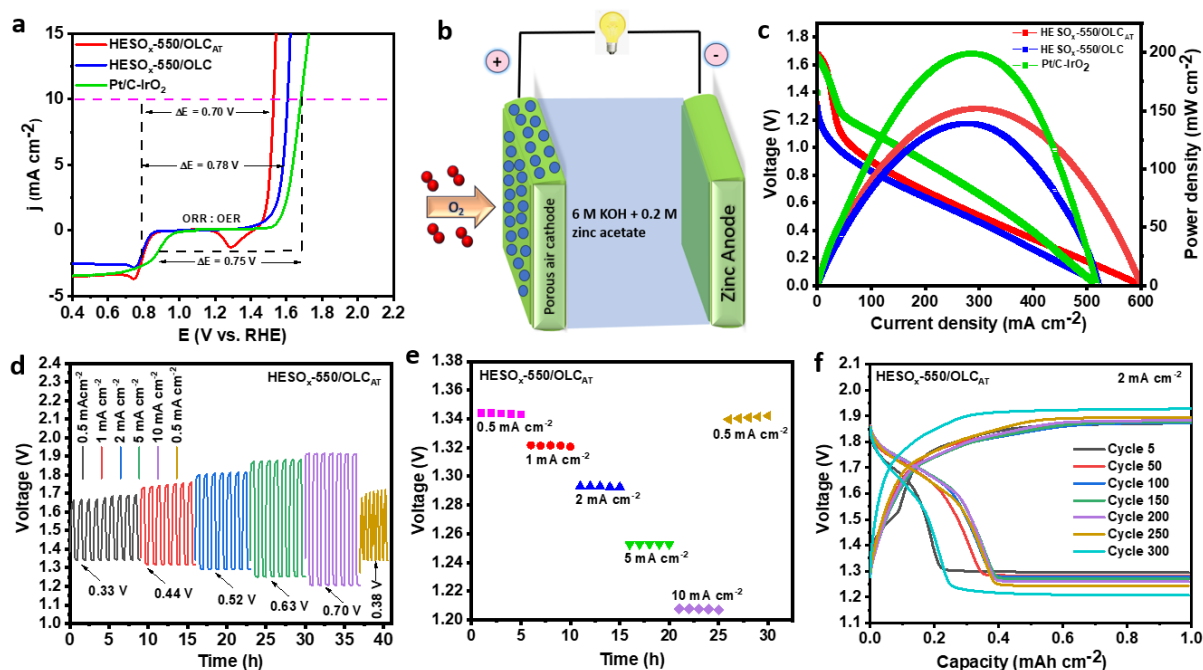 a
15
10
5
0
-5
j (mA cm⁻²)
HESOₓ-550/OLC_AT
HESOₓ-550/OLC
Pt/C-IrO₂
ΔE = 0.70 V
ΔE = 0.78 V
ORR : OER
ΔE = 0.75 V
0.4 0.6 0.8 1.0 1.2 1.4 1.6 1.8 2.0 2.2
E (V vs. RHE)
b
+
-
O₂
Porous air cathode
6 M KOH + 0.2 M
zinc acetate
Zinc Anode
c
HESOₓ-550/OLC_AT
HESOₓ-550/OLC
Pt/C-IrO₂
1.8
1.6
1.4
1.2
1.0
0.8
0.6
0.4
0.2
0.0
Voltage (V)
200
150
100
50
0
Power density (mW cm⁻²)
0 100 200 300 400 500 600
Current density (mA cm⁻²)
d
2.4
2.3
2.2
2.1
2.0
1.9
1.8
1.7
1.6
1.5
1.4
1.3
1.2
1.1
1.0
Voltage (V)
HESOₓ-550/OLC_AT
0.5 mAcm⁻²
1 mA cm⁻²
2 mA cm⁻²
5 mA cm⁻²
10 mA cm⁻²
0.5 mA cm⁻²
0.33 V
0.44 V
0.52 V
0.63 V
0.70 V
0.38 V
0 5 10 15 20 25 30 35 40
Time (h)
e
1.38
1.36
1.34
1.32
1.30
1.28
1.26
1.24
1.22
1.20
Voltage (V)
HESOₓ-550/OLC_AT
0.5 mA cm⁻²
1 mA cm⁻²
2 mA cm⁻²
5 mA cm⁻²
10 mA cm⁻²
0.5 mA cm⁻²
0 5 10 15 20 25 30
Time (h)
f
2.1
2.0
1.9
1.8
1.7
1.6
1.5
1.4
1.3
1.2
1.1
Voltage (V)
HESOₓ-550/OLC_AT
2 mA cm⁻²
Cycle 5
Cycle 50
Cycle 100
Cycle 150
Cycle 200
Cycle 250
Cycle 300
0.0 0.2 0.4 0.6 0.8 1.0
Capacity (mAh cm⁻²)